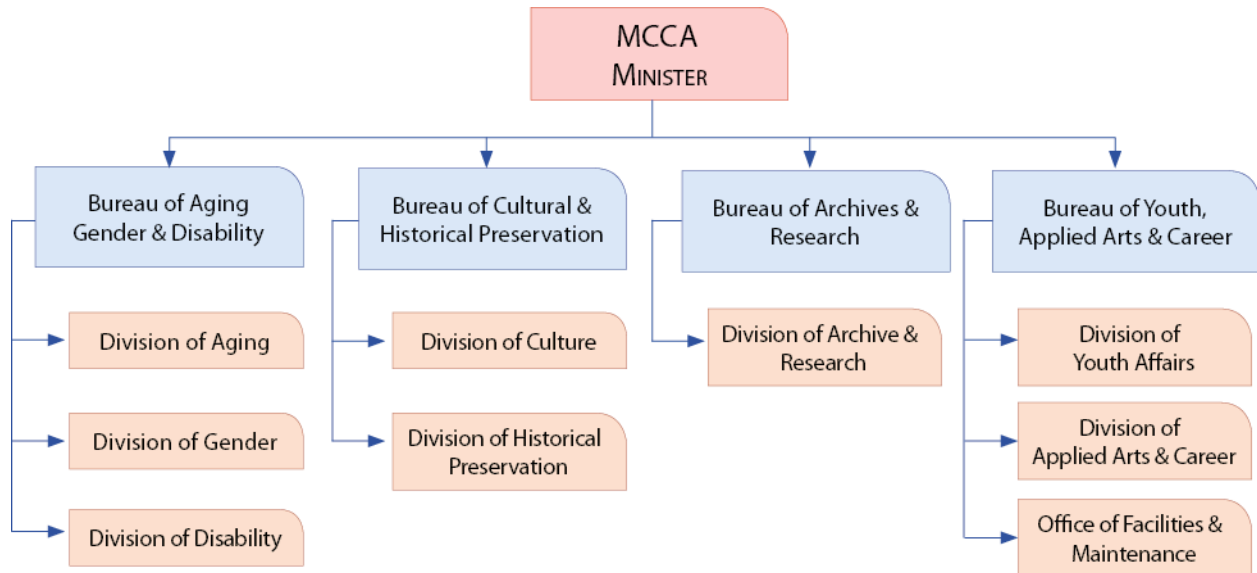 MCCA
MINISTER
Bureau of Aging
Gender & Disability
Bureau of Cultural &
Historical Preservation
Bureau of Archives &
Research
Bureau of Youth,
Applied Arts & Career
Division of Aging
Division of Gender
Division of Disability
Division of Culture
Division of Historical
Preservation
Division of Archive &
Research
Division of
Youth Affairs
Division of
Applied Arts & Career
Office of Facilities &
Maintenance